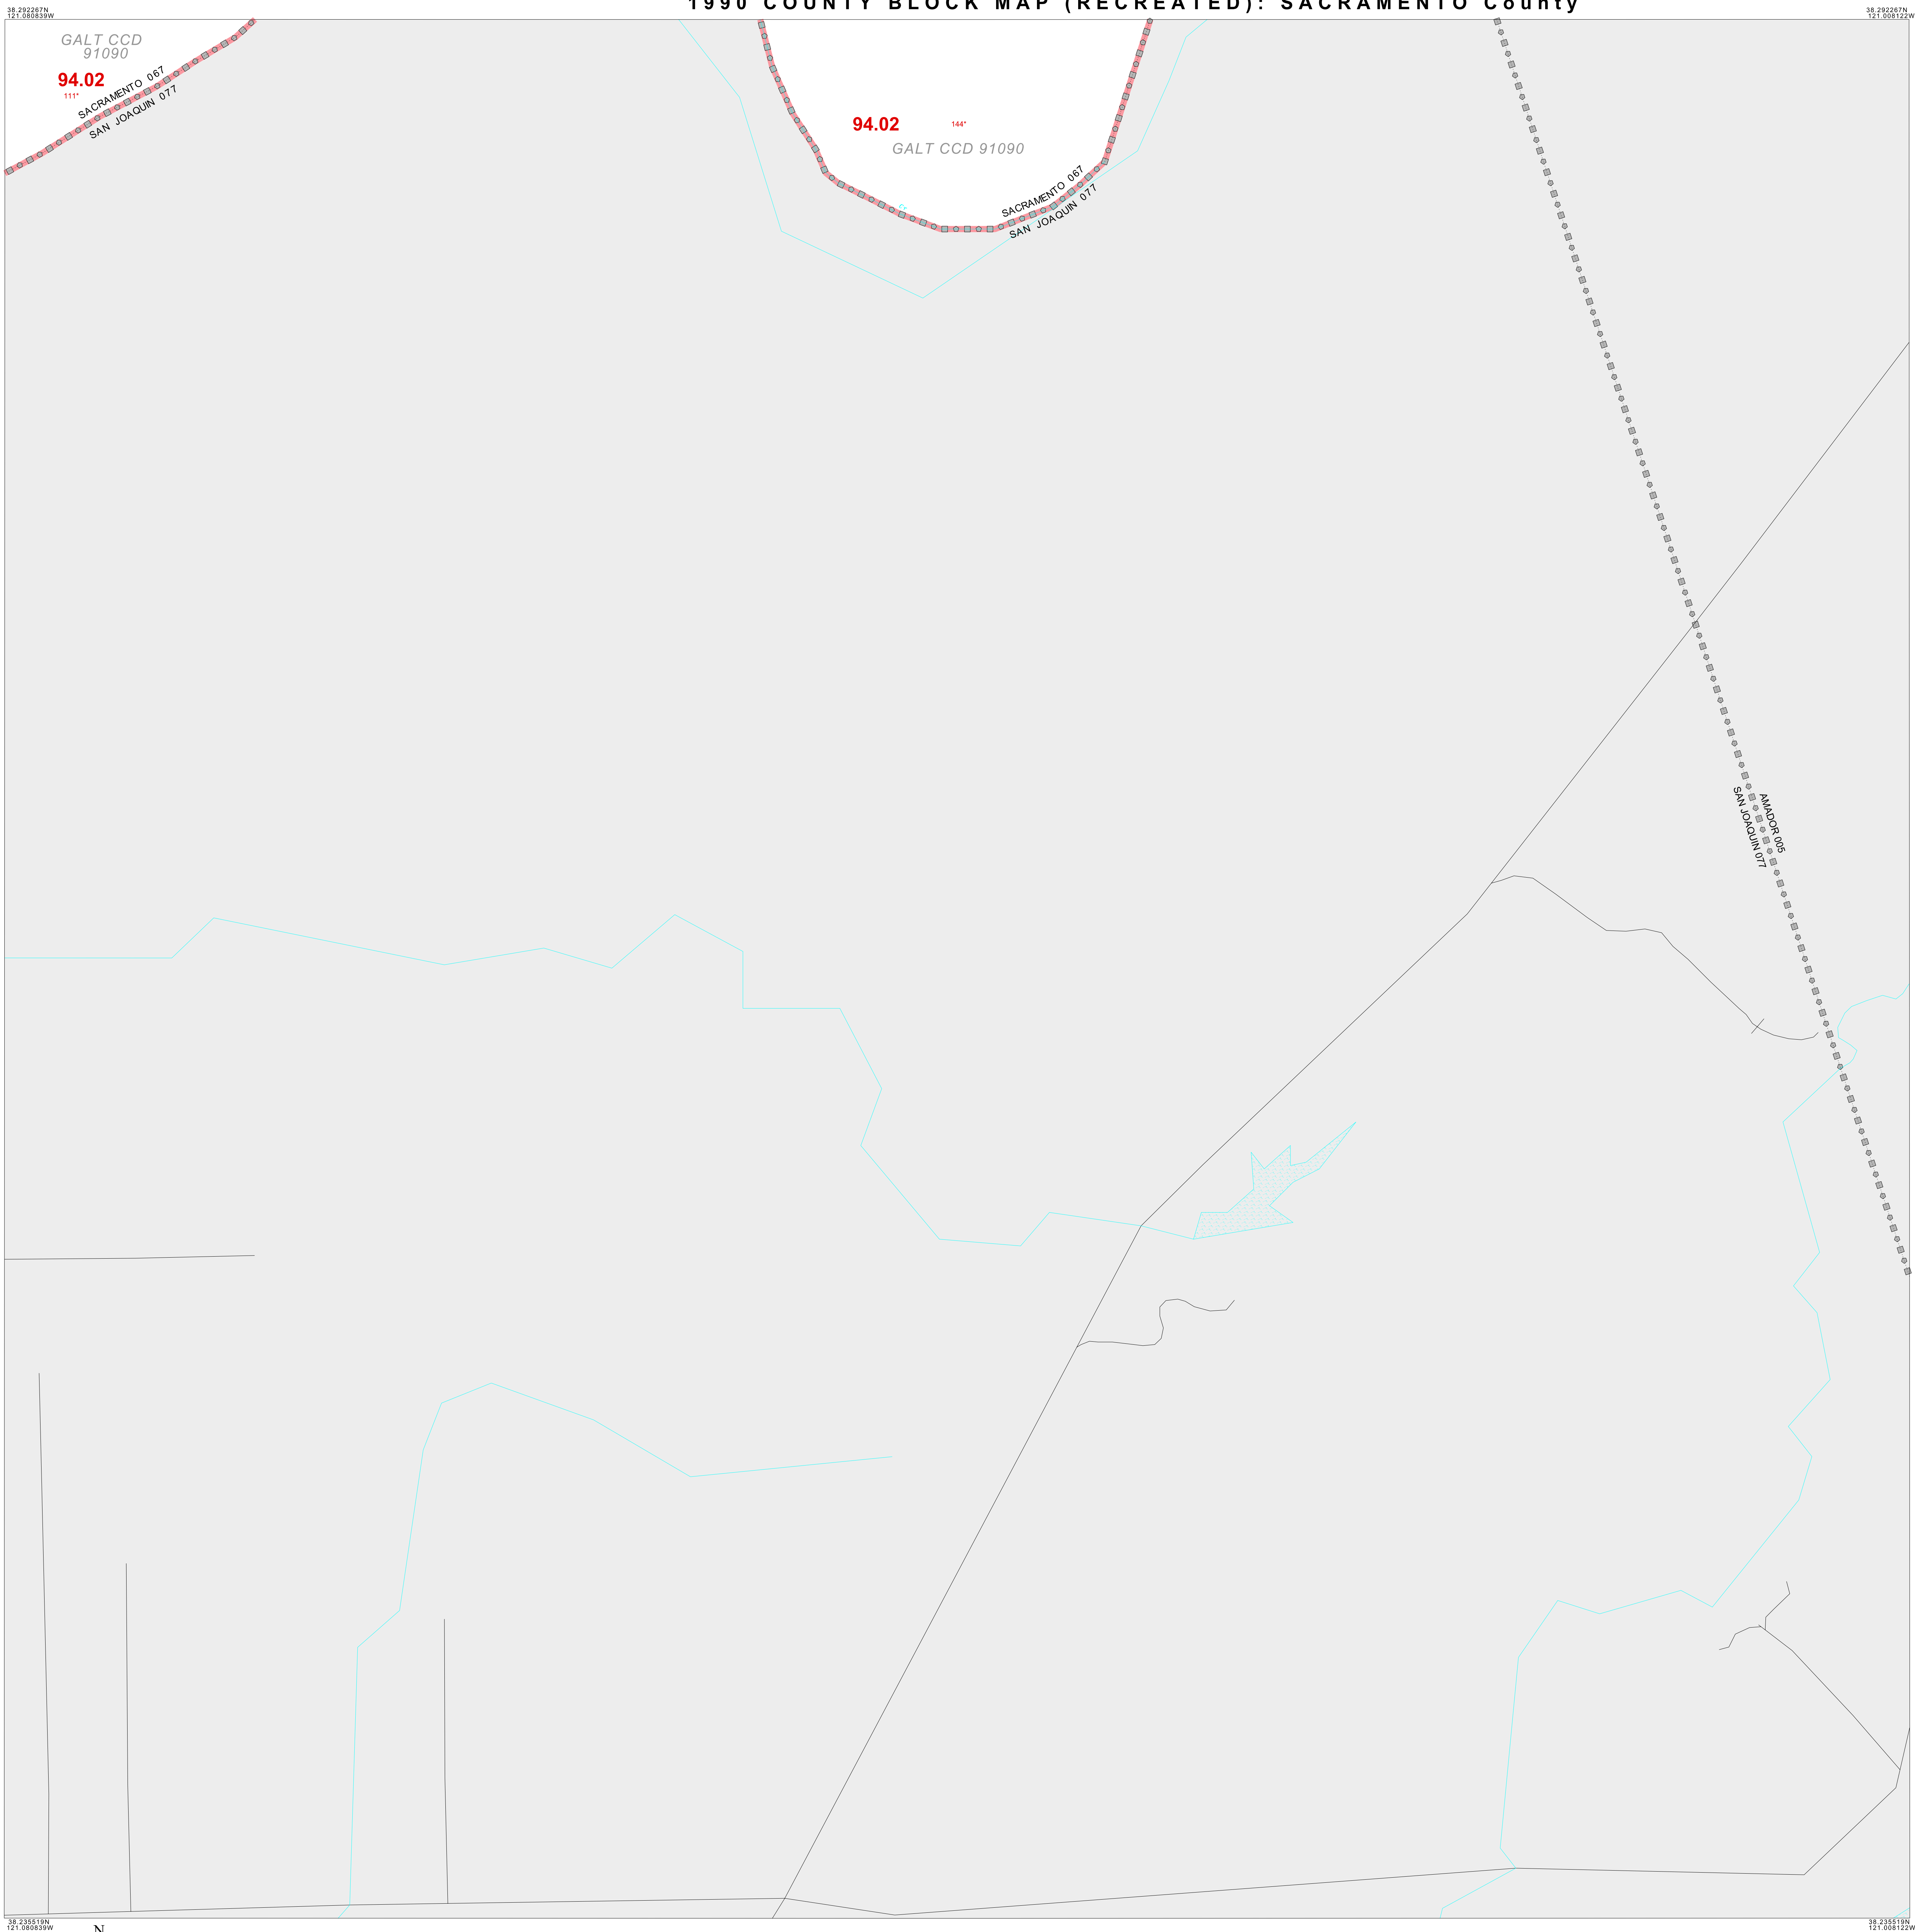 1990 COUNTY BLOCK MAP (RECREATED): SACRAMENTO County
38.292267N
121.080839W
38.292267N
121.008122W
GALT CCD
91090
94.02
111*
SACRAMENTO 067
SAN JOAQUIN 077
94.02
144*
GALT CCD 91090
SACRAMENTO 067
SAN JOAQUIN 077
AMADOR 005
SAN JOAQUIN 077
38.235519N
121.080839W
N
38.235519N
121.008122W